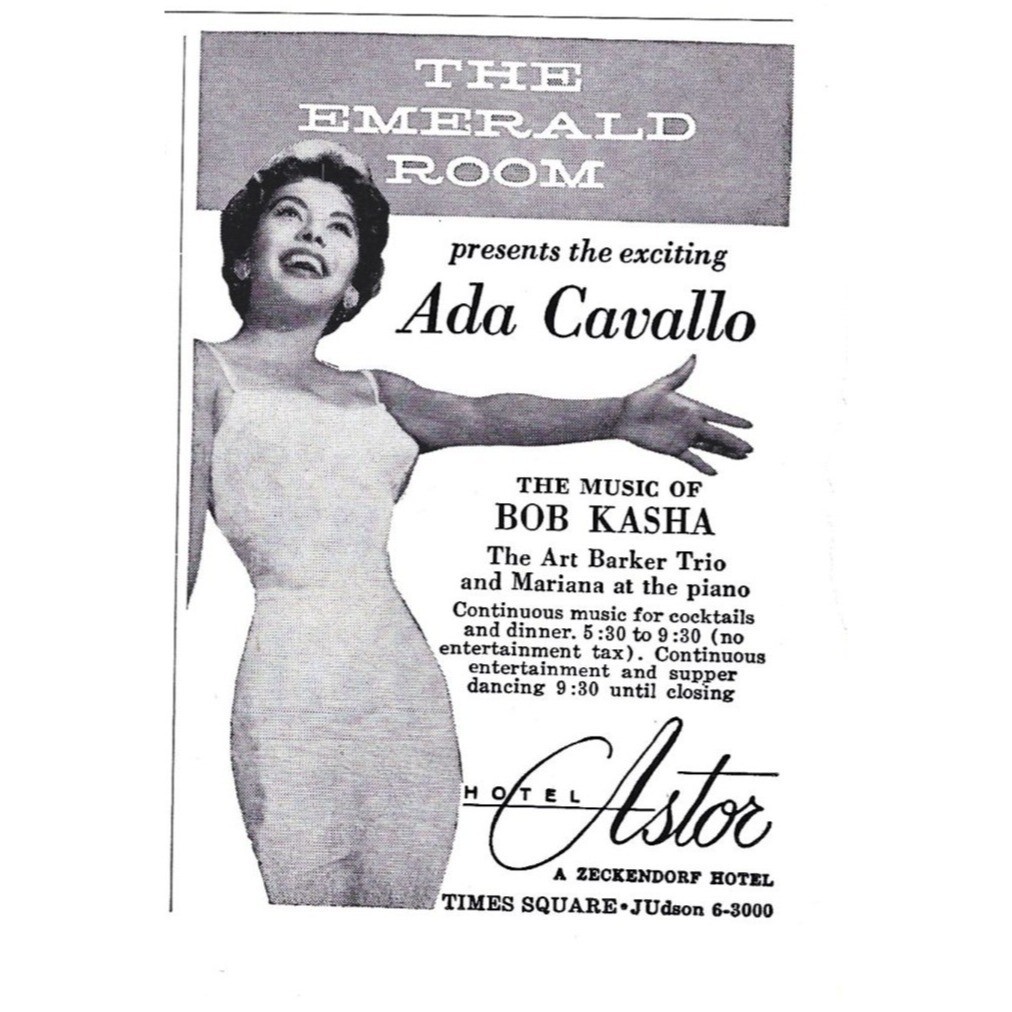 THE
EMERALD
ROOM
presents the exciting
Ada Cavallo
THE MUSIC OF
BOB KASHA
The Art Barker Trio
and Mariana at the piano
Continuous music for cocktails
and dinner. 5:30 to 9:30 (no
entertainment tax). Continuous
entertainment and supper
dancing 9:30 until closing
HOTEL Astor
A ZECKENDORF HOTEL
TIMES SQUARE•JUdson 6-3000